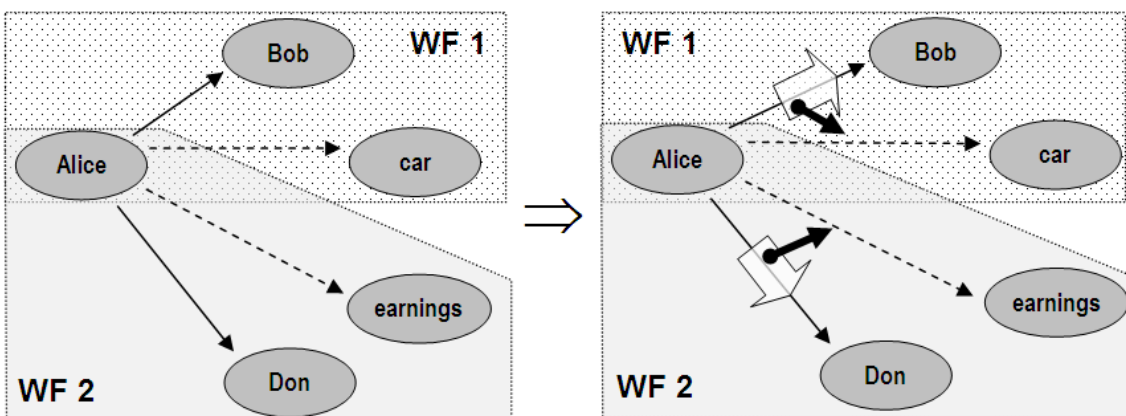 WF 1
Bob
Alice
car
earnings
Don
WF 2
⇒
WF 1
Bob
Alice
car
earnings
Don
WF 2